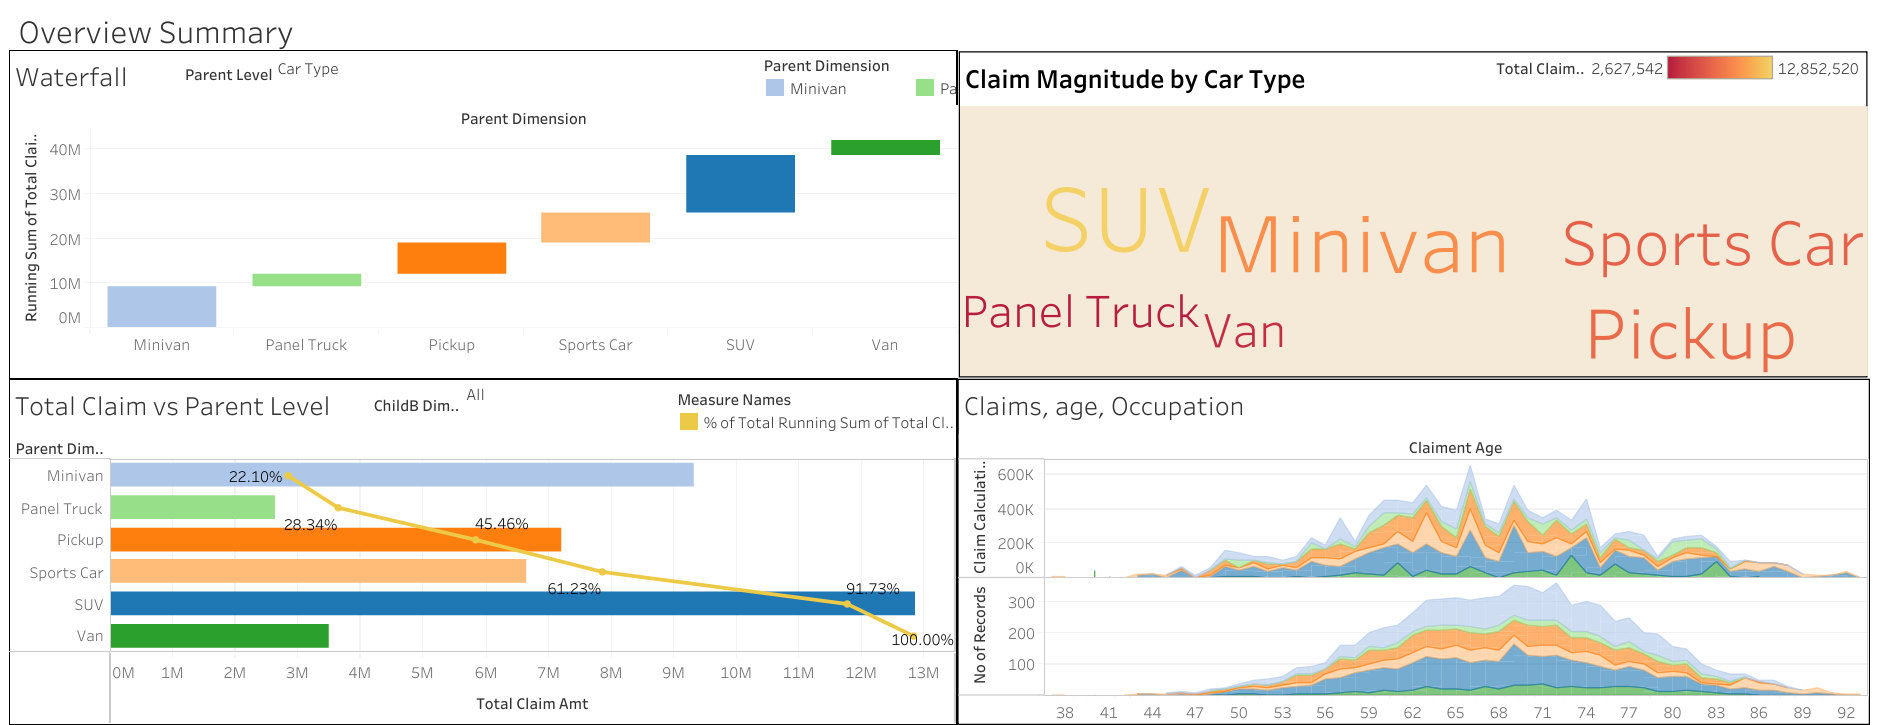 Overview Summary
Waterfall
Parent Level Car Type
Parent Dimension
Minivan
Pa
Parent Dimension
Running Sum of Total Clai..
40M
30M
20M
10M
0M
Minivan Panel Truck Pickup Sports Car SUV Van
Claim Magnitude by Car Type
Total Claim.. 2,627,542 12,852,520
SUV
Minivan
Sports Car
Panel Truck
Van
Pickup
Total Claim vs Parent Level
ChildB Dim.. All
Measure Names
% of Total Running Sum of Total Cl..
Parent Dim..
Minivan 22.10%
Panel Truck 28.34%
Pickup 45.46%
Sports Car 61.23%
SUV 91.73%
Van 100.00%
0M 1M 2M 3M 4M 5M 6M 7M 8M 9M 10M 11M 12M 13M
Total Claim Amt
Claims, age, Occupation
Claiment Age
Claim Calculati..
600K
400K
200K
0K
No of Records
300
200
100
38 41 44 47 50 53 56 59 62 65 68 71 74 77 80 83 86 89 92